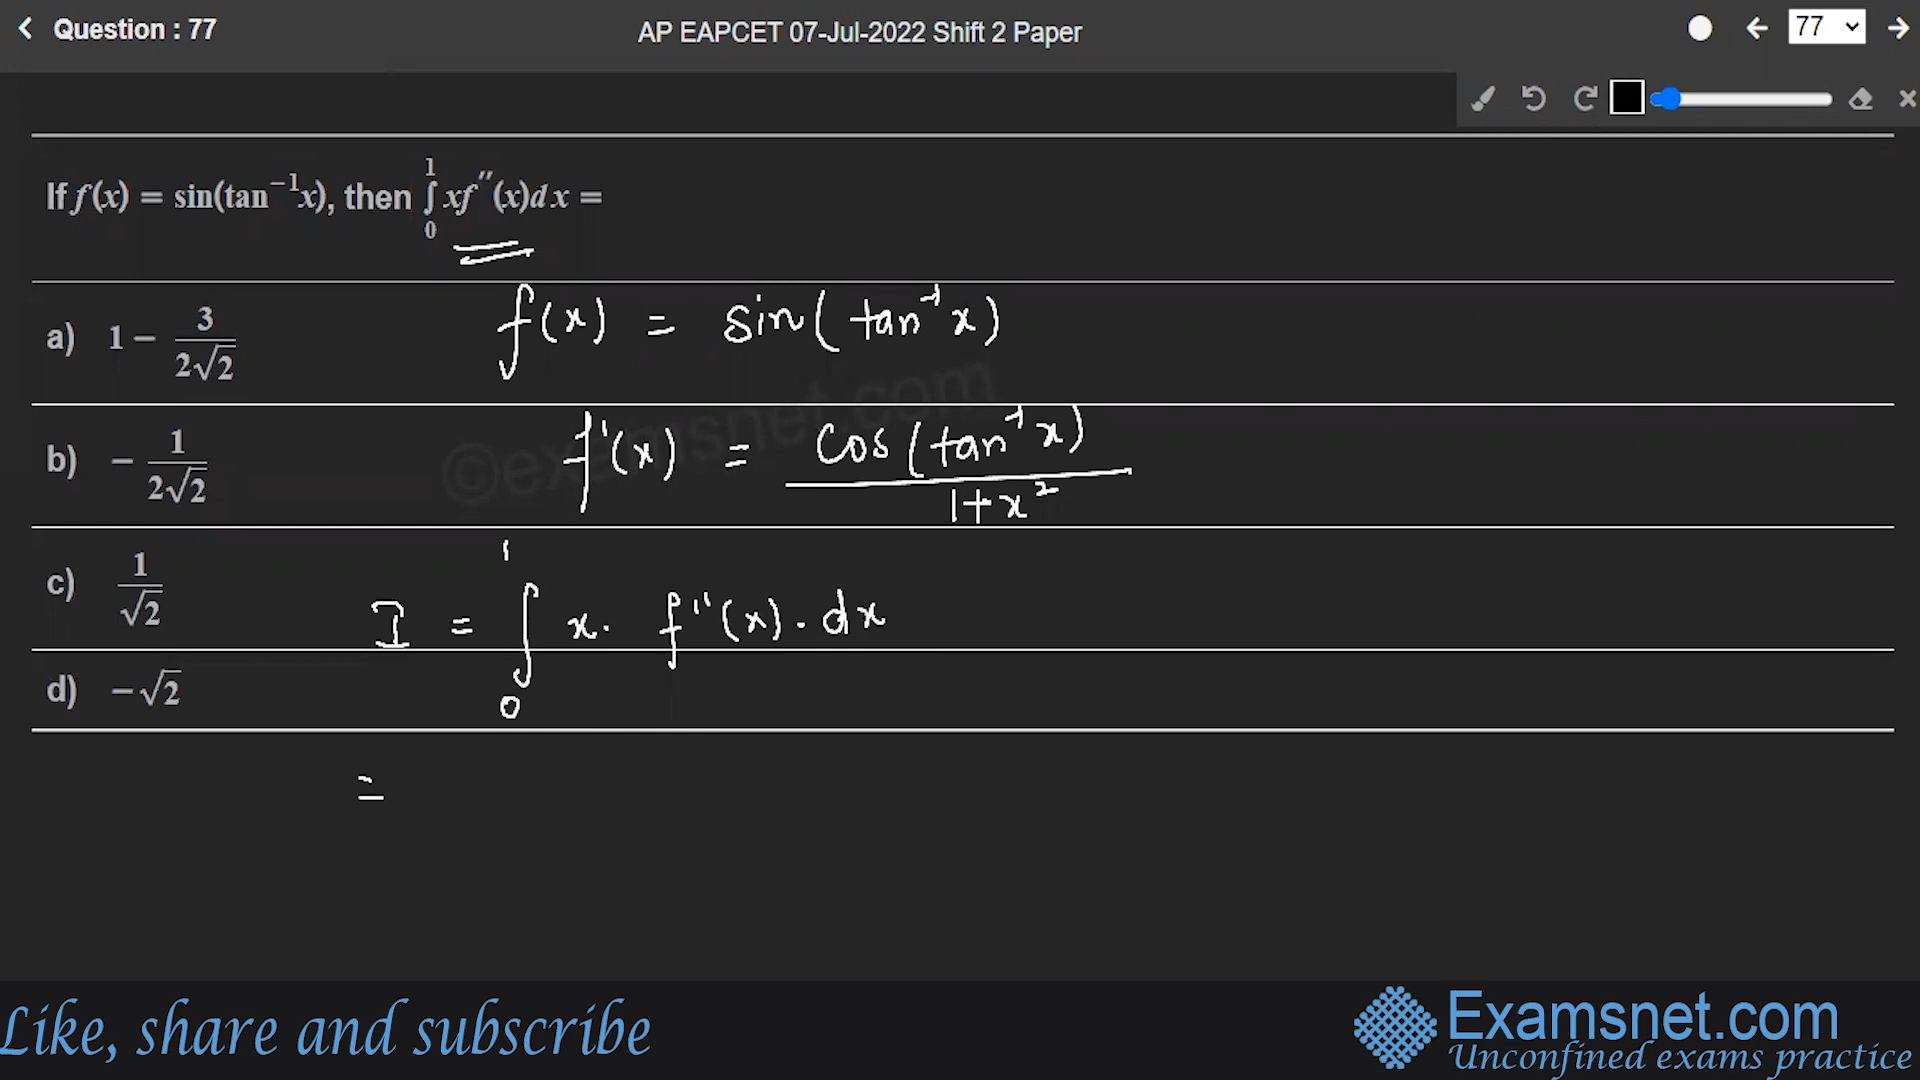 Question : 77
AP EAPCET 07-Jul-2022 Shift 2 Paper
77
If f(x) = sin(tan⁻¹x), then ∫₀¹ xf″(x)dx =
a) 1 − 3/(2√2)
f(x) = sin(tan⁻¹x)
b) − 1/(2√2)
f'(x) = cos(tan⁻¹x)/(1+x²)
c) 1/√2
I = ∫₀¹ x. f″(x). dx
d) −√2
=
©examsnet.com
Like, share and subscribe
Examsnet.com
Unconfined exams practice